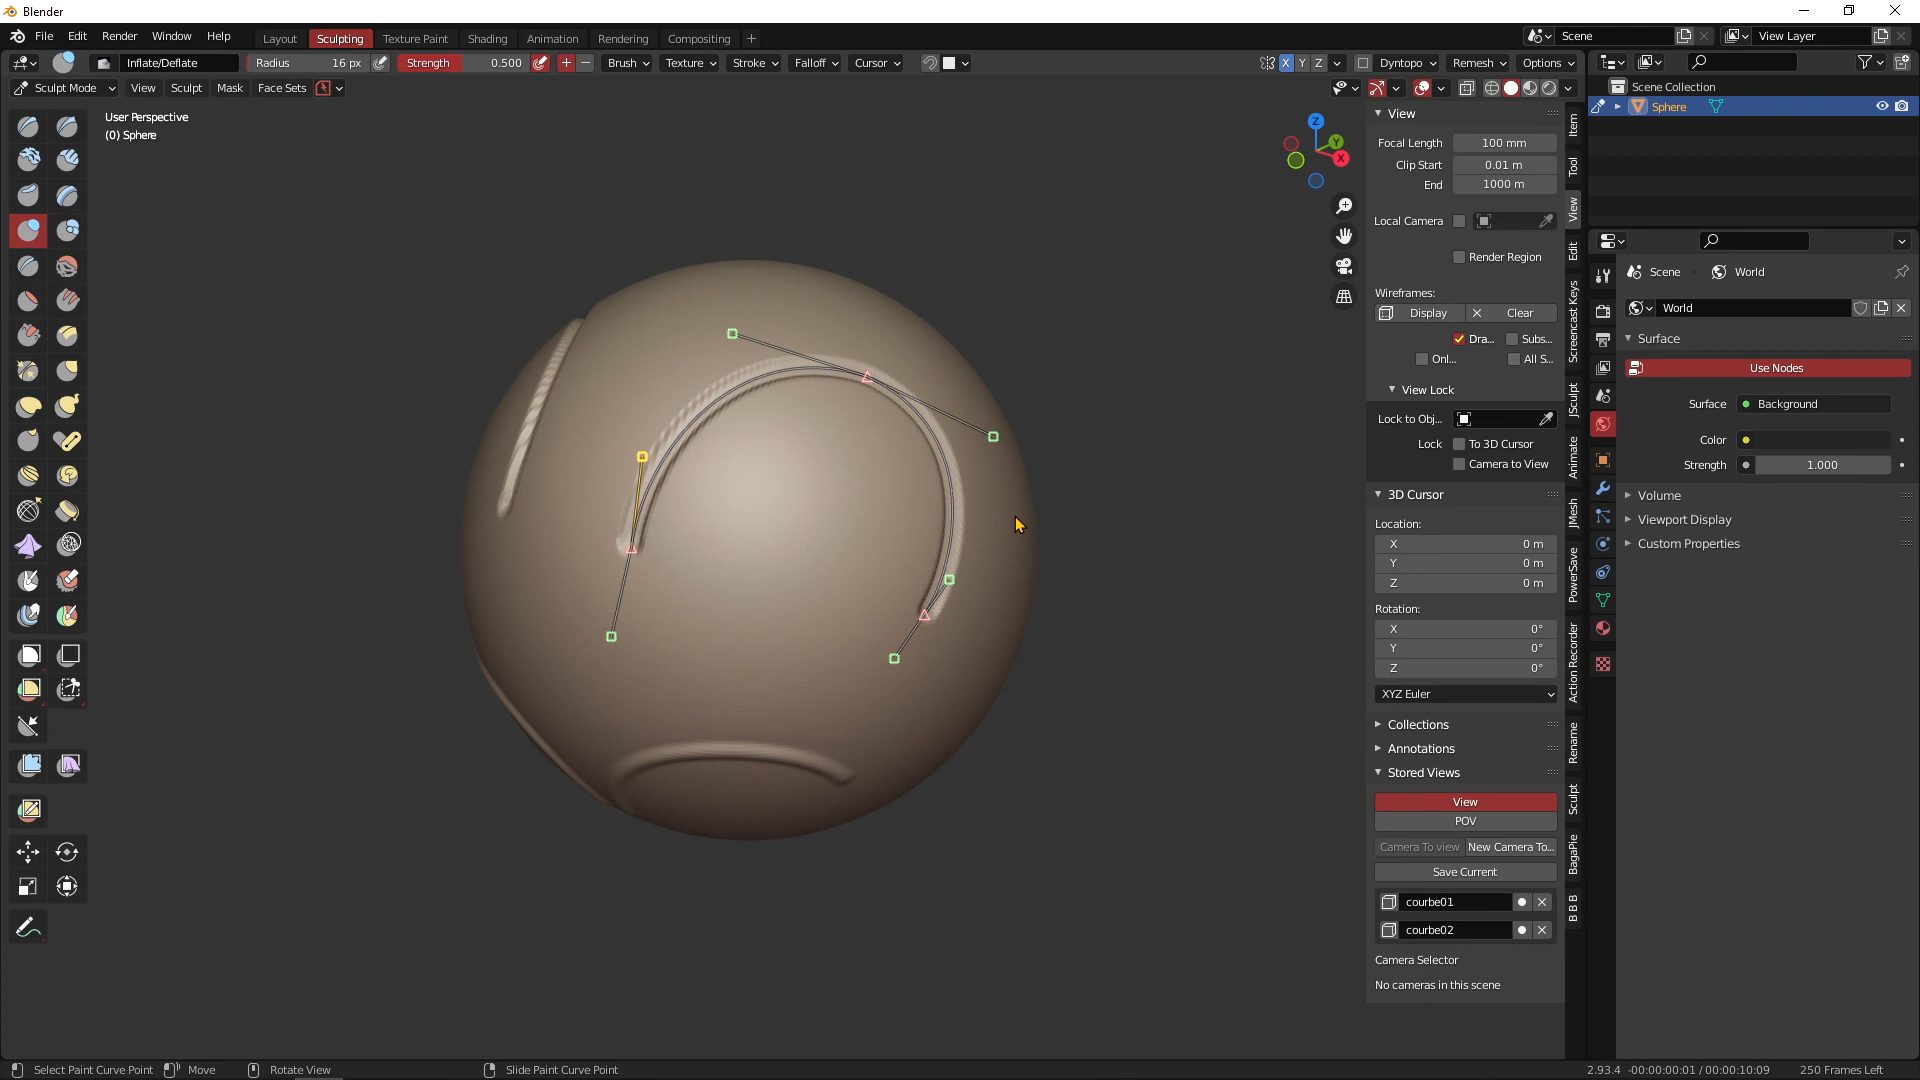 Blender
File Edit Render Window Help
Layout Sculpting Texture Paint Shading Animation Rendering Compositing +
Scene
View Layer
Inflate/Deflate
Radius 16 px
Strength 0.500
Brush Texture Stroke Falloff Cursor
X Y Z
Dyntopo Remesh Options
Sculpt Mode View Sculpt Mask Face Sets
User Perspective
(0) Sphere
Z
Y
X
View
Focal Length 100 mm
Clip Start 0.01 m
End 1000 m
Local Camera
Render Region
Wireframes:
Display Clear
Dra... Subs...
Onl... All S...
View Lock
Lock to Obj...
Lock To 3D Cursor
Camera to View
3D Cursor
Location:
X 0 m
Y 0 m
Z 0 m
Rotation:
X 0°
Y 0°
Z 0°
XYZ Euler
Collections
Annotations
Stored Views
View
POV
Camera To view New Camera To...
Save Current
courbe01
courbe02
Camera Selector
No cameras in this scene
Item
Tool
View
Edit
Screencast Keys
JSculpt
Animate
JMesh
PowerSave
Action Recorder
Rename
Sculpt
BagaPie
B B B
Scene Collection
Sphere
Scene World
World
Surface
Use Nodes
Surface Background
Color
Strength 1.000
Volume
Viewport Display
Custom Properties
Select Paint Curve Point Move Rotate View Slide Paint Curve Point
2.93.4 -00:00:00:01 / 00:00:10:09 250 Frames Left